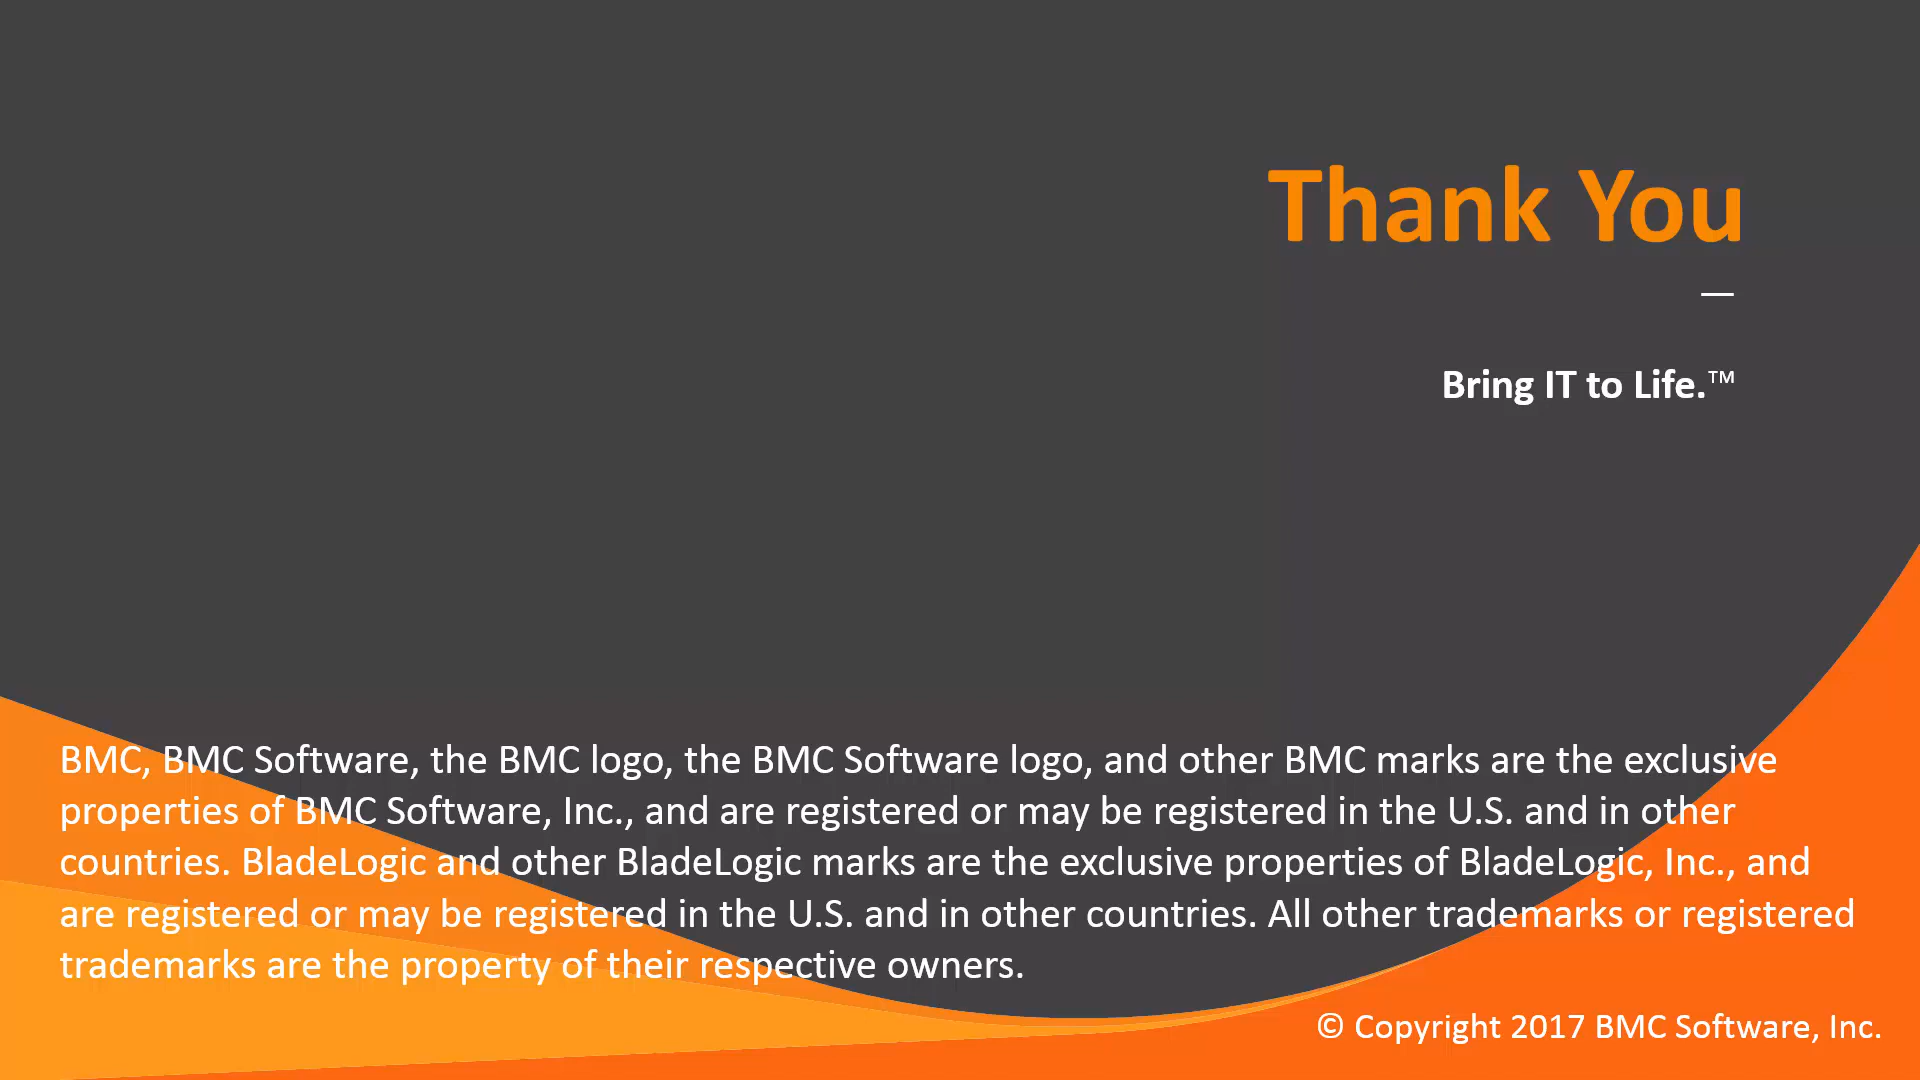 Thank You
Bring IT to Life.™
BMC, BMC Software, the BMC logo, the BMC Software logo, and other BMC marks are the exclusive
properties of BMC Software, Inc., and are registered or may be registered in the U.S. and in other
countries. BladeLogic and other BladeLogic marks are the exclusive properties of BladeLogic, Inc., and
are registered or may be registered in the U.S. and in other countries. All other trademarks or registered
trademarks are the property of their respective owners.
© Copyright 2017 BMC Software, Inc.